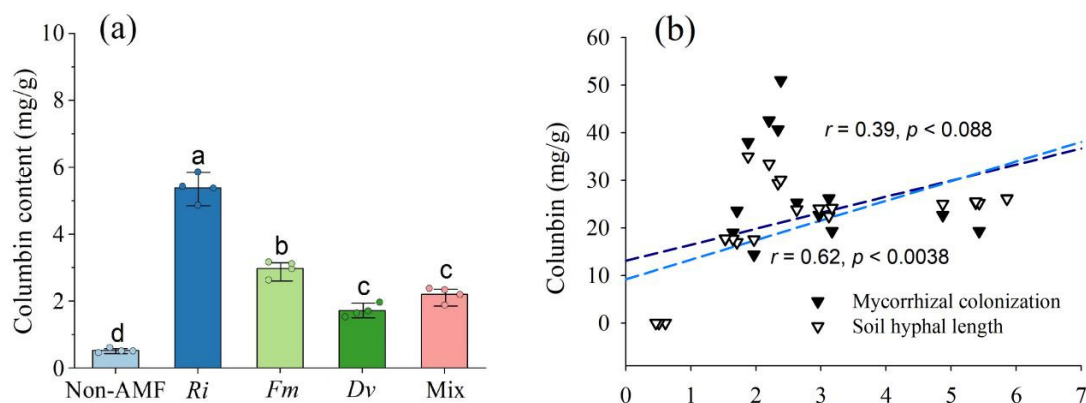 (a)
Columbin content (mg/g)
10
8
6
4
2
0
a
b
c
c
d
Non-AMF Ri Fm Dv Mix
(b)
Colunbin (mg/g)
60
50
40
30
20
10
0
r = 0.39, p < 0.088
r = 0.62, p < 0.0038
Mycorrhizal colonization
Soil hyphal length
0 1 2 3 4 5 6 7